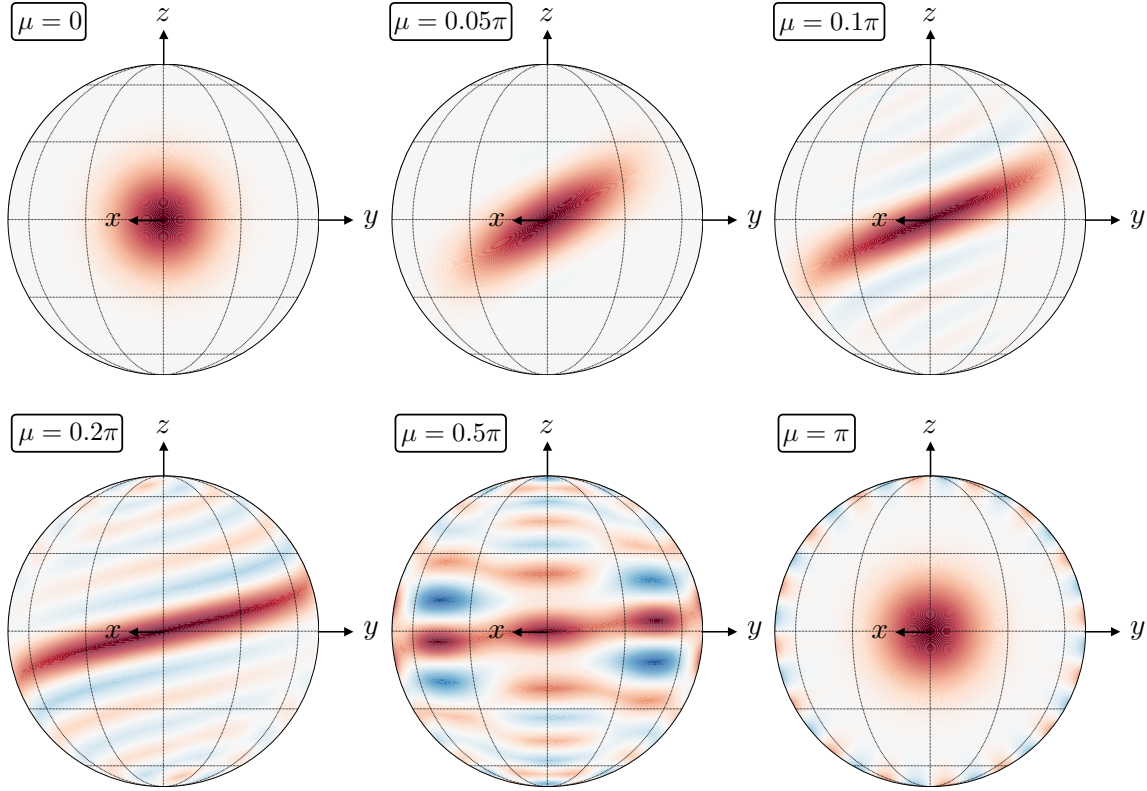 μ = 0
z
x
y
μ = 0.05π
z
x
y
μ = 0.1π
z
x
y
μ = 0.2π
z
x
y
μ = 0.5π
z
x
y
μ = π
z
x
y